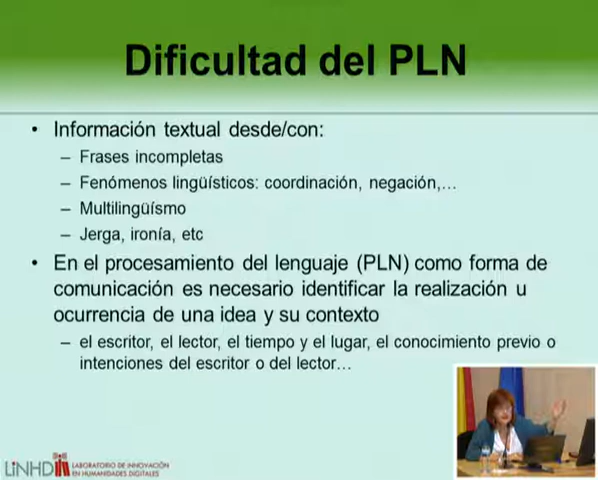 Dificultad del PLN
• Información textual desde/con:
– Frases incompletas
– Fenómenos lingüísticos: coordinación, negación,...
– Multilingüísmo
– Jerga, ironía, etc
• En el procesamiento del lenguaje (PLN) como forma de
comunicación es necesario identificar la realización u
ocurrencia de una idea y su contexto
– el escritor, el lector, el tiempo y el lugar, el conocimiento previo o
intenciones del escritor o del lector...
LINHD
LABORATORIO DE INNOVACIÓN
EN HUMANIDADES DIGITALES